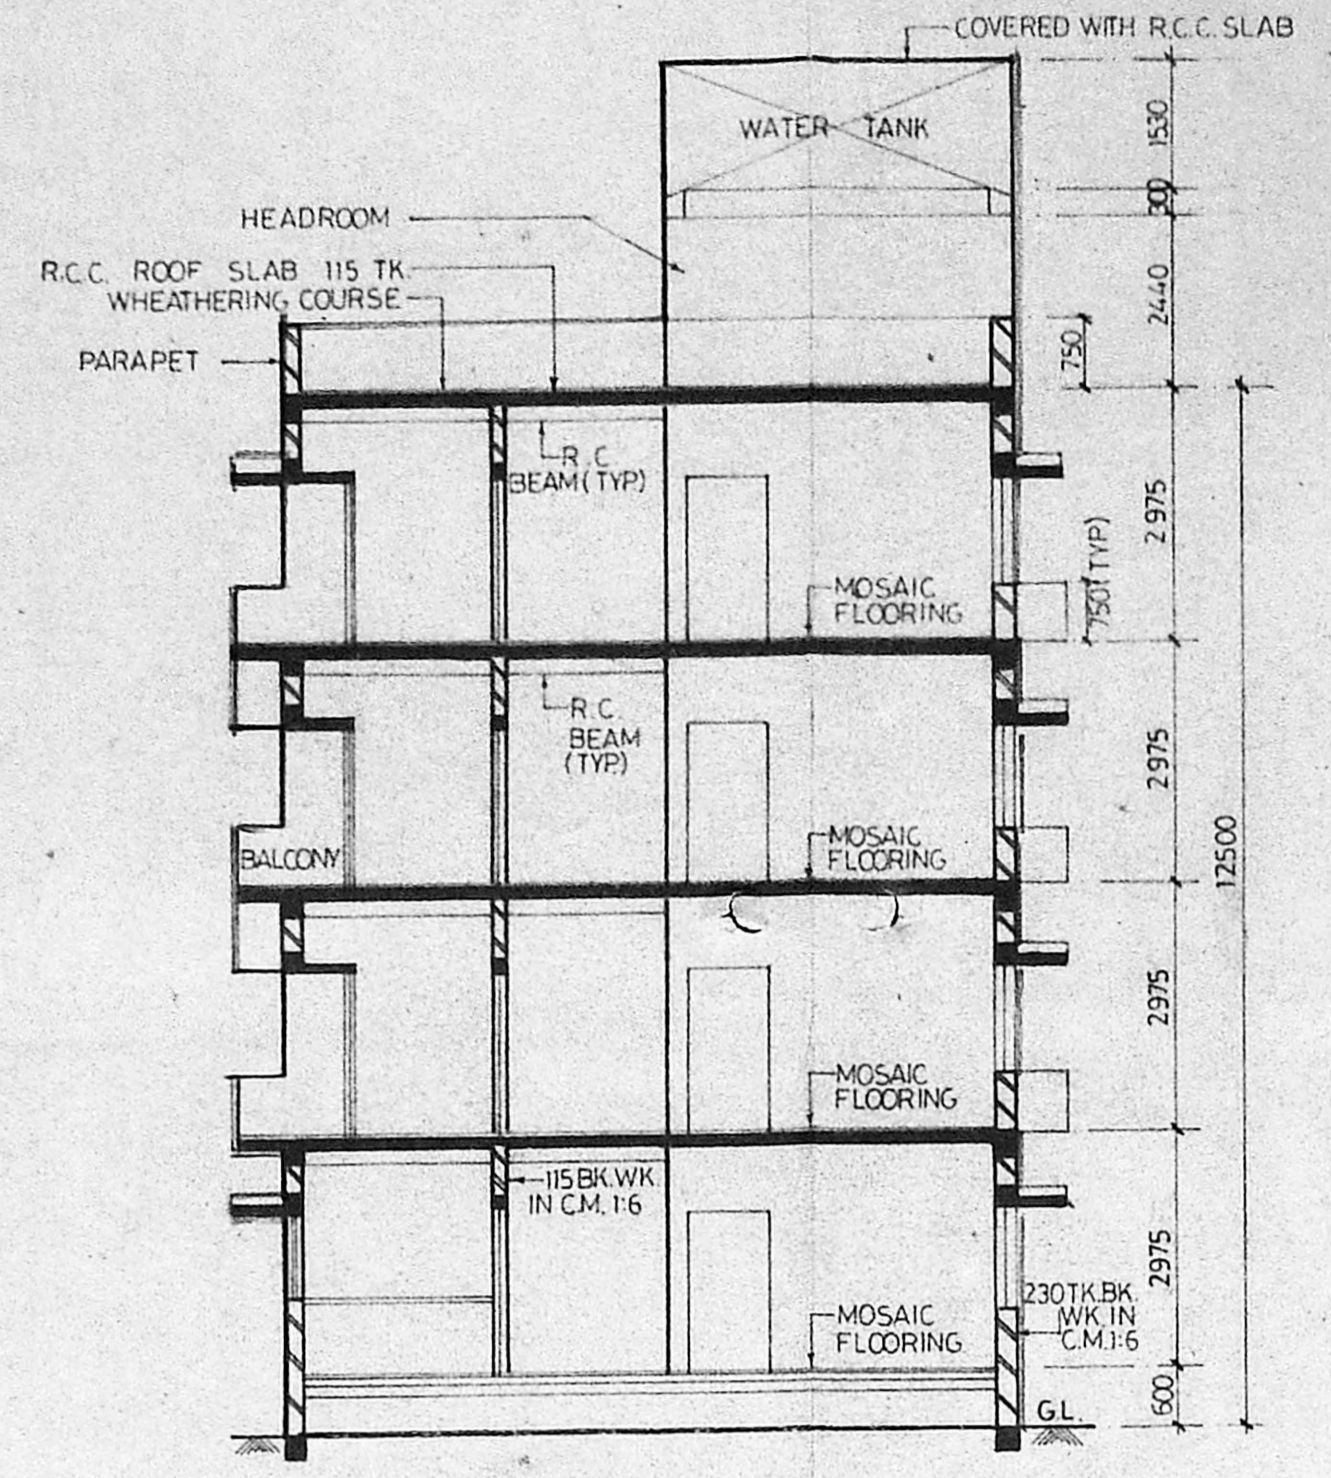 COVERED WITH R.C.C. SLAB
WATER TANK
1530
300
HEADROOM
R.C.C. ROOF SLAB 115 TK.
WHEATHERING COURSE
2440
PARAPET
750
R.C.
BEAM(TYP.)
2975
750(TYP)
MOSAIC
FLOORING
R.C.
BEAM
(TYP.)
2975
MOSAIC
FLOORING
BALCONY
12500
2975
MOSAIC
FLOORING
115 BK.WK.
IN C.M. 1:6
2975
230TK.BK.
WK. IN
C.M.1:6
MOSAIC
FLOORING
600
G.L.